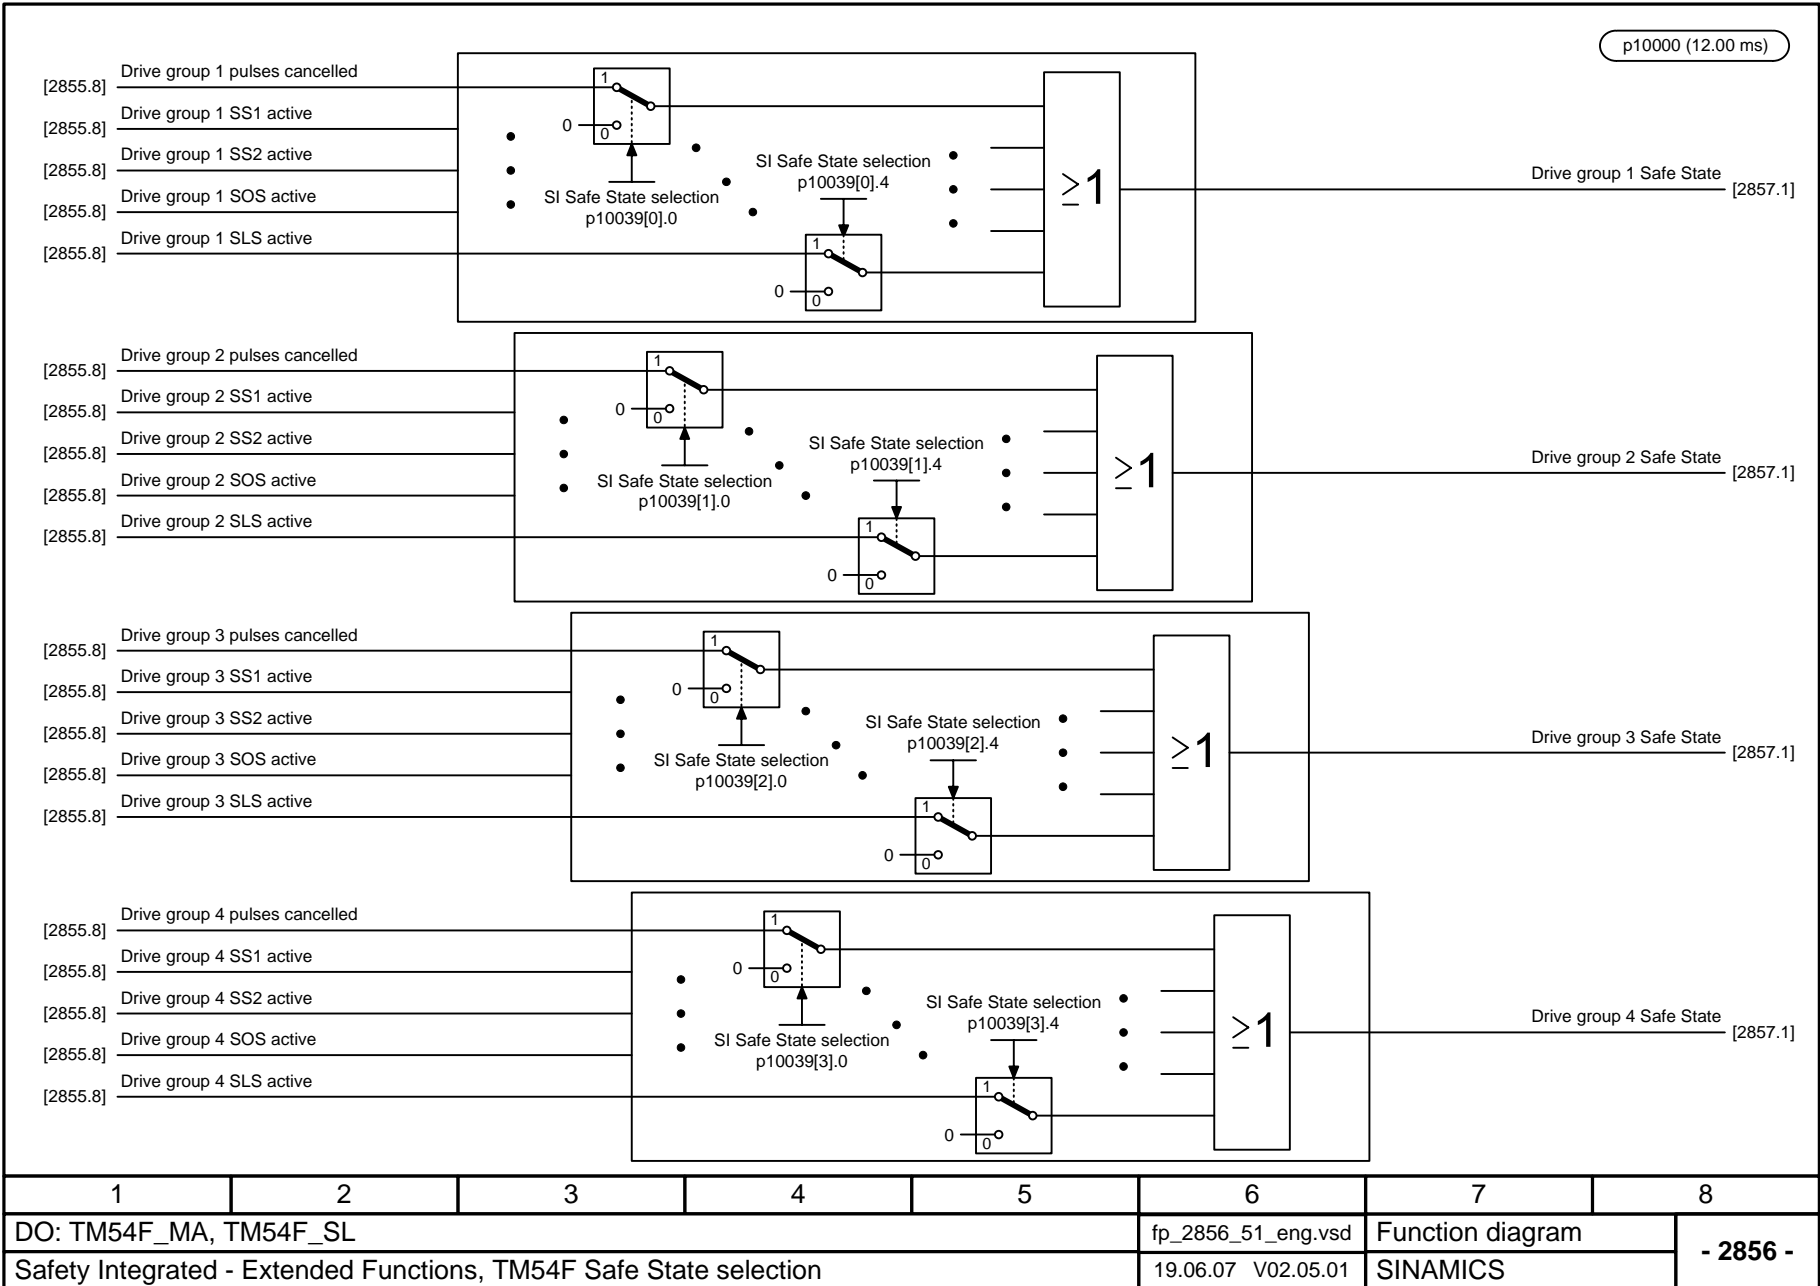 p10000 (12.00 ms)
Drive group 1 pulses cancelled
[2855.8]
Drive group 1 SS1 active
[2855.8]
Drive group 1 SS2 active
[2855.8]
Drive group 1 SOS active
[2855.8]
Drive group 1 SLS active
[2855.8]
1
0
0
SI Safe State selection
p10039[0].0
SI Safe State selection
p10039[0].4
1
0
0
≥1
Drive group 1 Safe State
[2857.1]
Drive group 2 pulses cancelled
[2855.8]
Drive group 2 SS1 active
[2855.8]
Drive group 2 SS2 active
[2855.8]
Drive group 2 SOS active
[2855.8]
Drive group 2 SLS active
[2855.8]
1
0
0
SI Safe State selection
p10039[1].0
SI Safe State selection
p10039[1].4
1
0
0
≥1
Drive group 2 Safe State
[2857.1]
Drive group 3 pulses cancelled
[2855.8]
Drive group 3 SS1 active
[2855.8]
Drive group 3 SS2 active
[2855.8]
Drive group 3 SOS active
[2855.8]
Drive group 3 SLS active
[2855.8]
1
0
0
SI Safe State selection
p10039[2].0
SI Safe State selection
p10039[2].4
1
0
0
≥1
Drive group 3 Safe State
[2857.1]
Drive group 4 pulses cancelled
[2855.8]
Drive group 4 SS1 active
[2855.8]
Drive group 4 SS2 active
[2855.8]
Drive group 4 SOS active
[2855.8]
Drive group 4 SLS active
[2855.8]
1
0
0
SI Safe State selection
p10039[3].0
SI Safe State selection
p10039[3].4
1
0
0
≥1
Drive group 4 Safe State
[2857.1]
1 2 3 4 5 6 7 8
DO: TM54F_MA, TM54F_SL
fp_2856_51_eng.vsd
Function diagram
- 2856 -
Safety Integrated - Extended Functions, TM54F Safe State selection
19.06.07 V02.05.01
SINAMICS